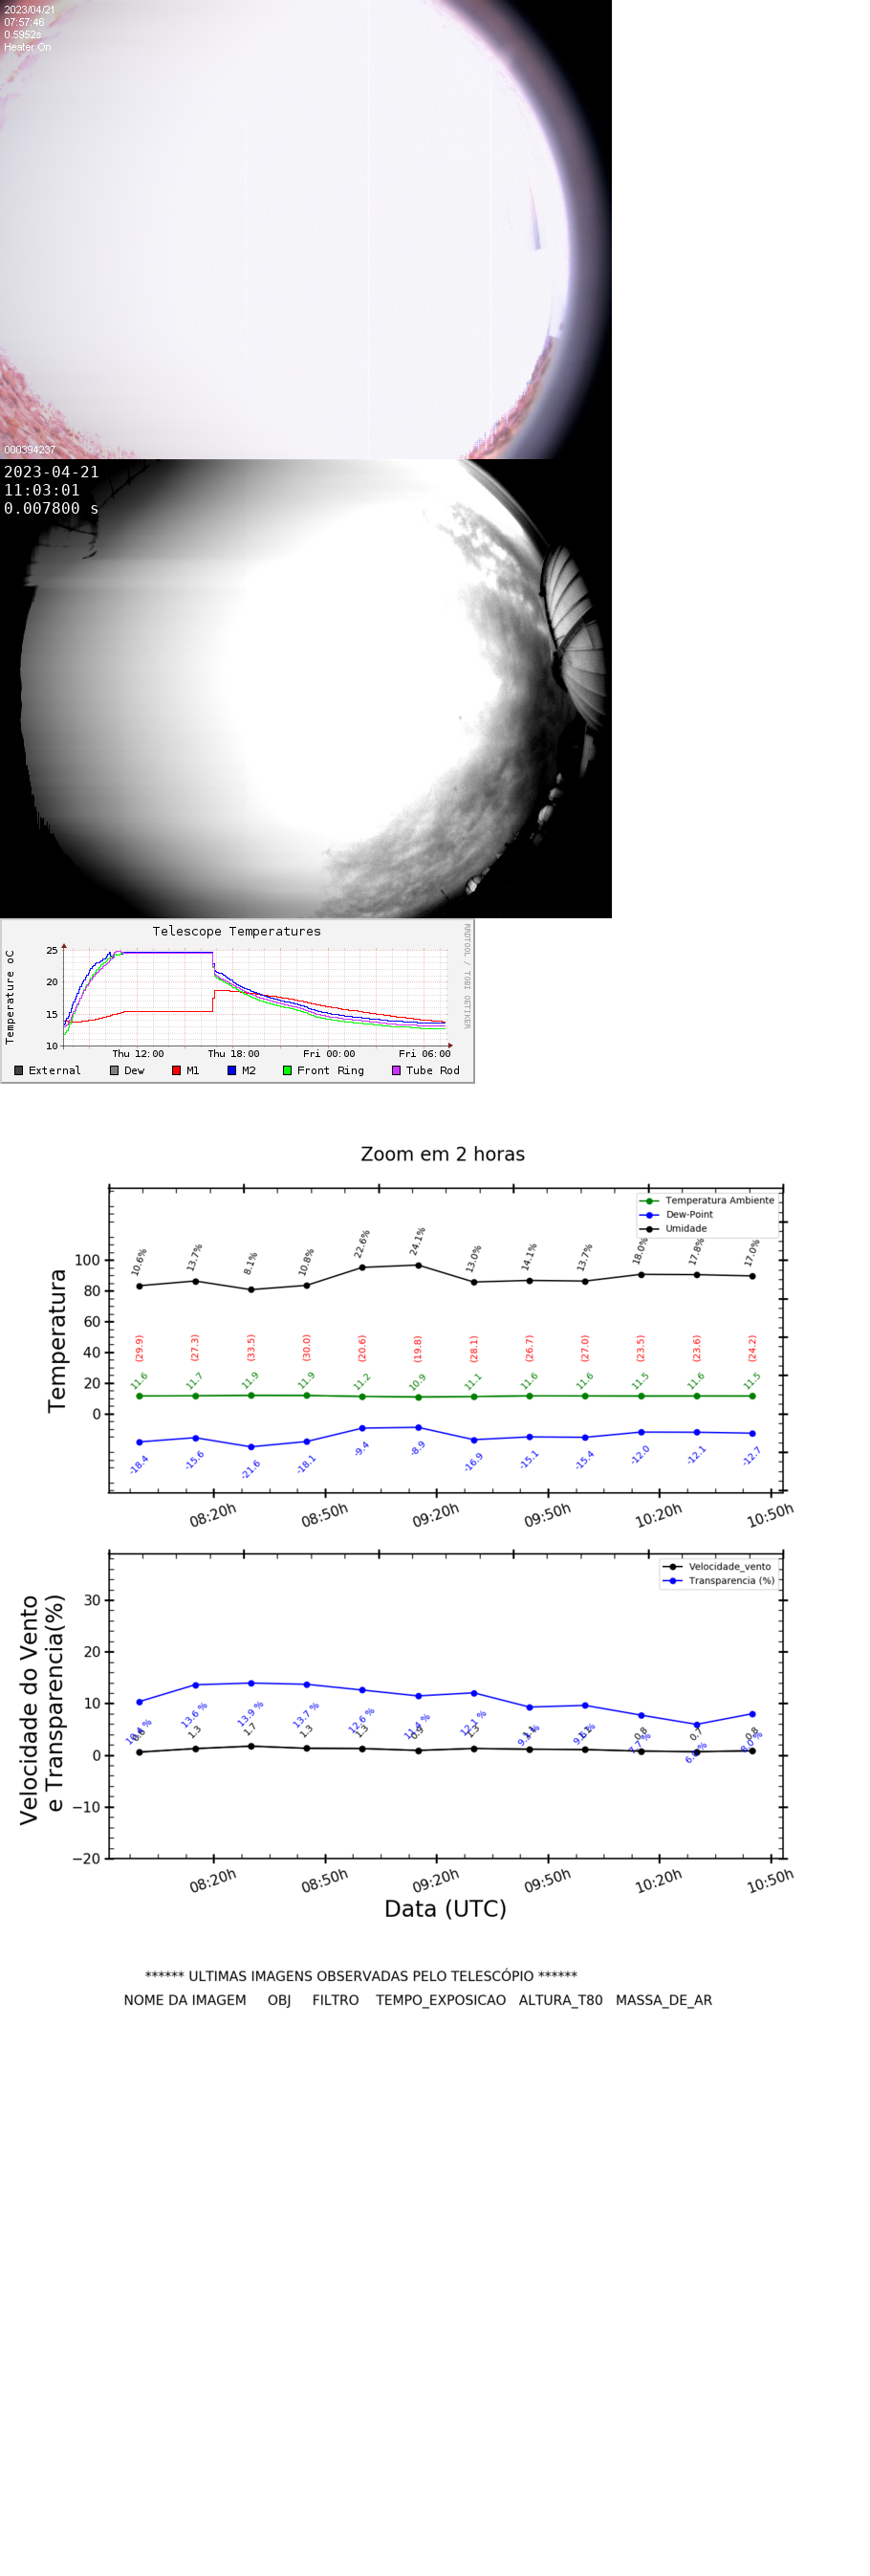 2023/04/21
07:57:46
0.5952s
Heater On
000394237
2023-04-21
11:03:01
0.007800 s
Telescope Temperatures
RRDTOOL / TOBI OETIKER
Temperature oC
25
20
15
10
Thu 12:00 Thu 18:00 Fri 00:00 Fri 06:00
External Dew M1 M2 Front Ring Tube Rod
Zoom em 2 horas
Temperatura Ambiente
Dew-Point
Umidade
Temperatura
100
80
60
40
20
0
10.6% 13.7% 8.1% 10.8% 22.6% 24.1% 13.0% 14.1% 13.7% 18.0% 17.8% 17.0%
(29.9) (27.3) (33.5) (30.0) (20.6) (19.8) (28.1) (26.7) (27.0) (23.5) (23.6) (24.2)
11.6 11.7 11.9 11.9 11.2 10.9 11.1 11.6 11.6 11.5 11.6 11.5
-18.4 -15.6 -21.6 -18.1 -9.4 -8.9 -16.9 -15.1 -15.4 -12.0 -12.1 -12.7
08:20h 08:50h 09:20h 09:50h 10:20h 10:50h
Velocidade_vento
Transparencia (%)
Velocidade do Vento
e Transparencia(%)
30
20
10
0
−10
−20
13.6 % 13.9 % 13.7 % 12.6 % 12.1 %
1.3 1.7 1.3 1.3 1.3 0.8 0.7 0.8
08:20h 08:50h 09:20h 09:50h 10:20h 10:50h
Data (UTC)
****** ULTIMAS IMAGENS OBSERVADAS PELO TELESCÓPIO ******
NOME DA IMAGEM OBJ FILTRO TEMPO_EXPOSICAO ALTURA_T80 MASSA_DE_AR